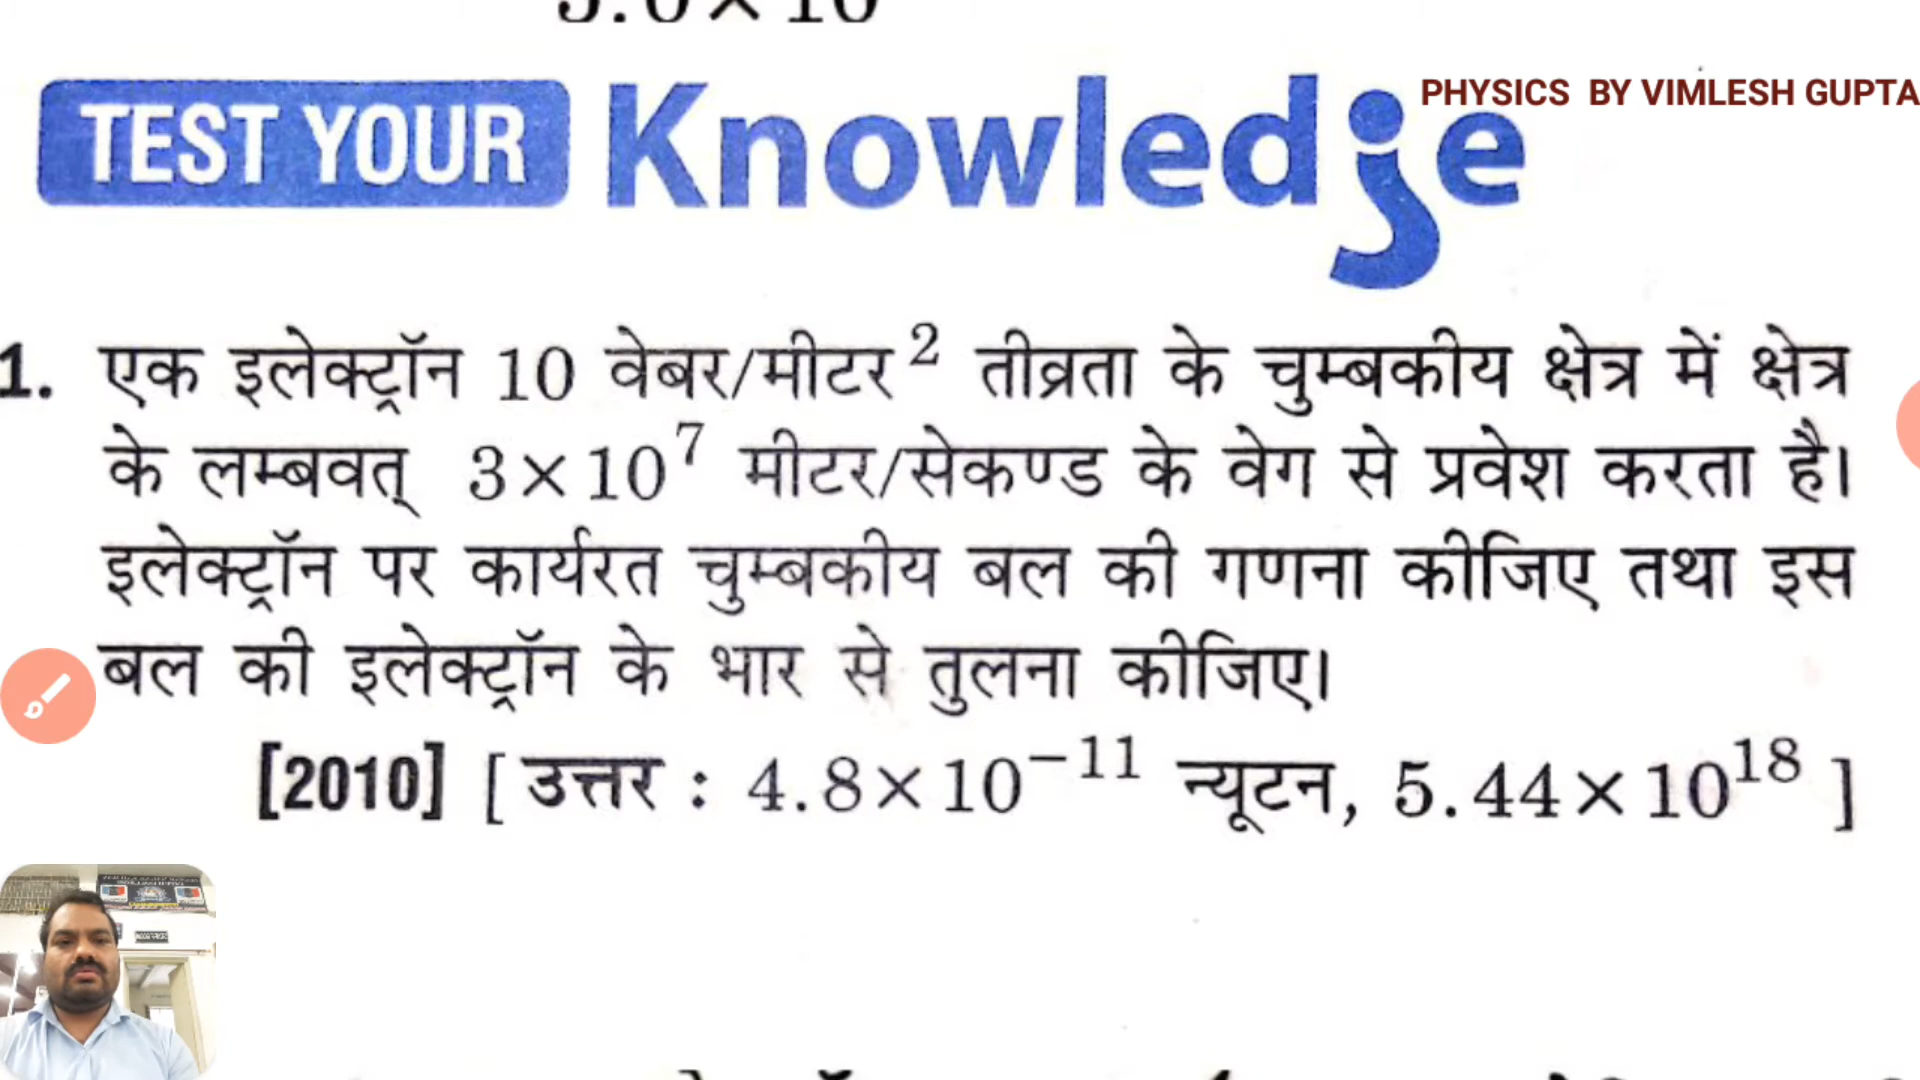 TEST YOUR Knowledge
PHYSICS BY VIMLESH GUPTA
1. एक इलेक्ट्रॉन 10 वेबर/मीटर² तीव्रता के चुम्बकीय क्षेत्र में क्षेत्र
के लम्बवत् 3×10⁷ मीटर/सेकण्ड के वेग से प्रवेश करता है।
इलेक्ट्रॉन पर कार्यरत चुम्बकीय बल की गणना कीजिए तथा इस
बल की इलेक्ट्रॉन के भार से तुलना कीजिए।
[2010] [ उत्तर : 4.8×10⁻¹¹ न्यूटन, 5.44×10¹⁸ ]